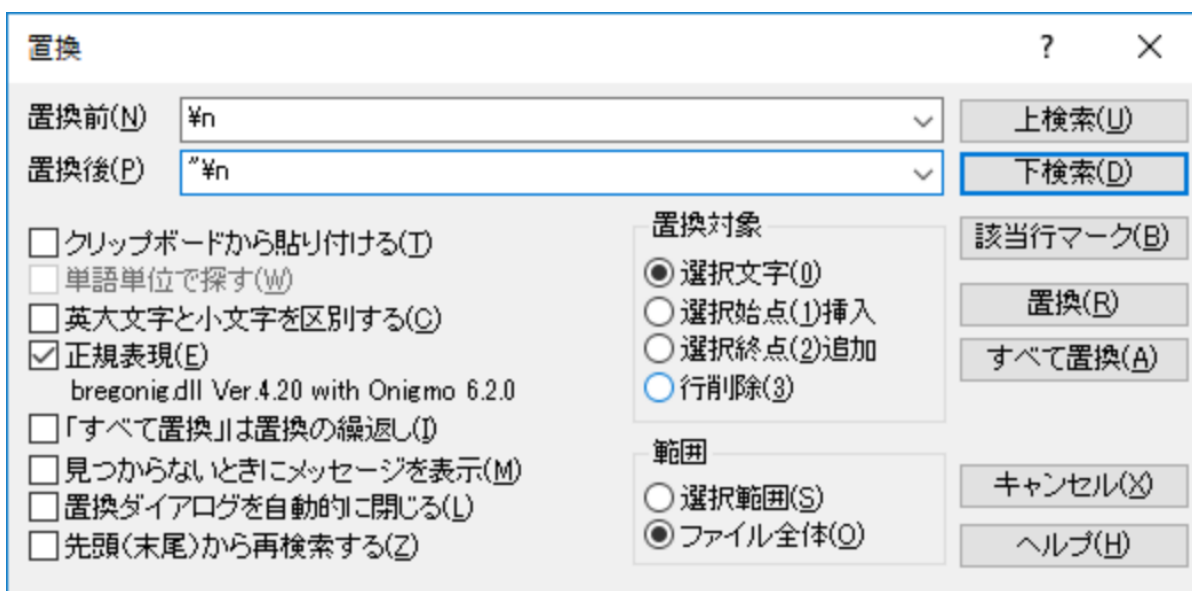 置換
置換前(N) ¥n 上検索(U)
置換後(P) "¥n 下検索(D)
クリップボードから貼り付ける(T)
単語単位で探す(W)
英大文字と小文字を区別する(C)
正規表現(E)
bregonig.dll Ver.4.20 with Onigmo 6.2.0
「すべて置換」は置換の繰返し(I)
見つからないときにメッセージを表示(M)
置換ダイアログを自動的に閉じる(L)
先頭(末尾)から再検索する(Z)
置換対象
選択文字(0)
選択始点(1)挿入
選択終点(2)追加
行削除(3)
範囲
選択範囲(S)
ファイル全体(O)
該当行マーク(B)
置換(R)
すべて置換(A)
キャンセル(X)
ヘルプ(H)